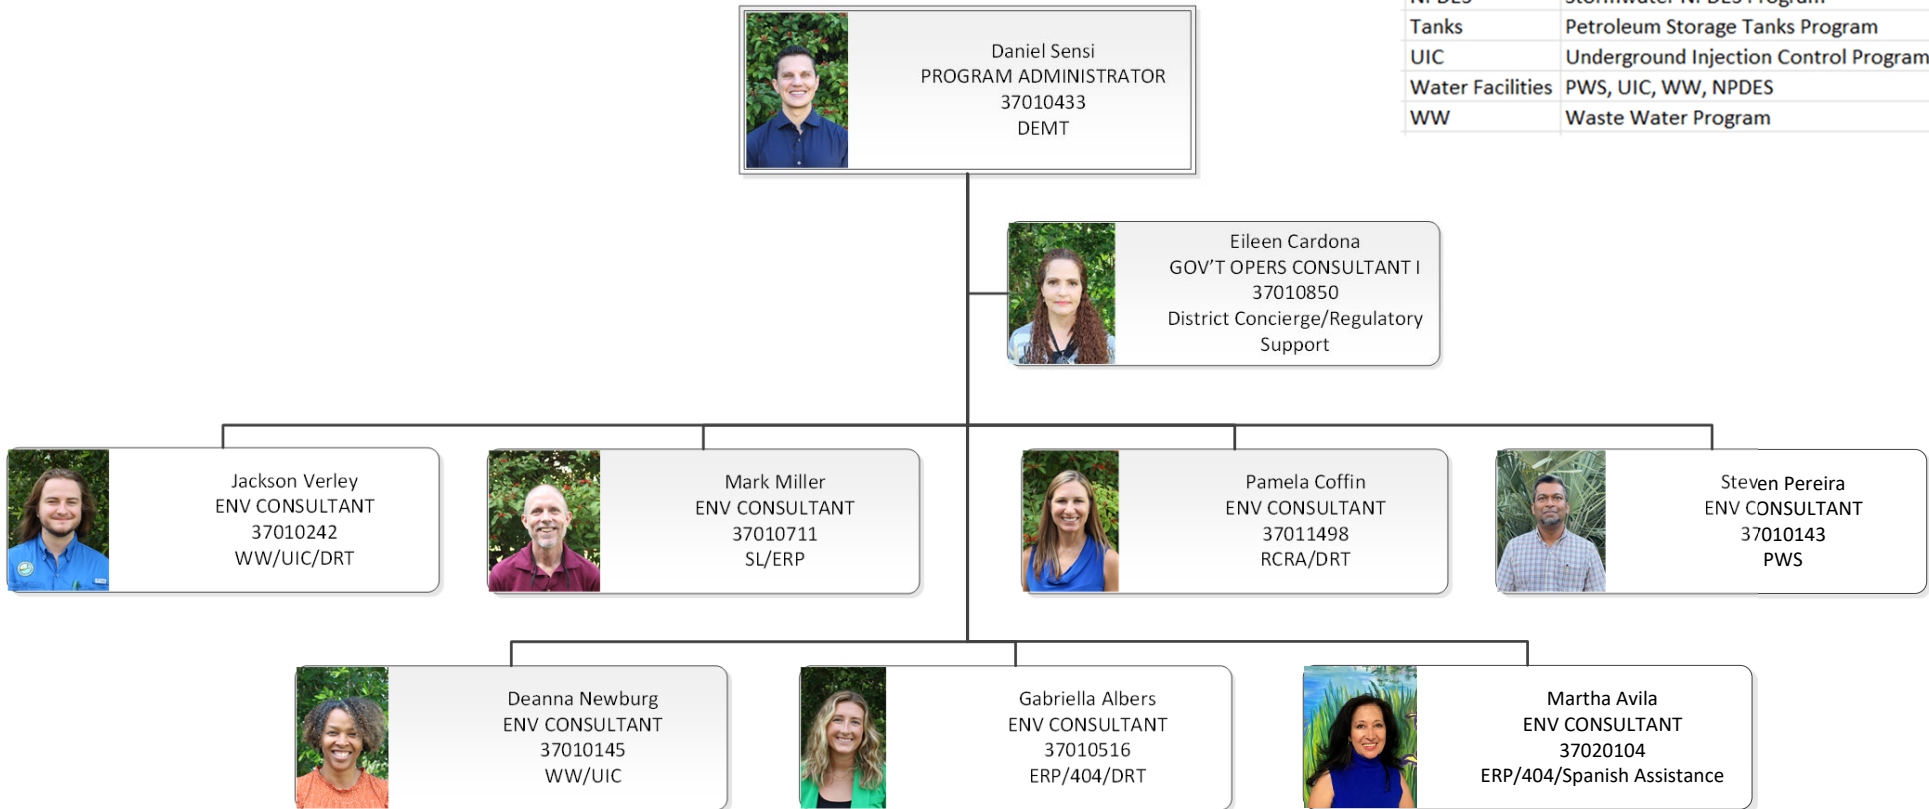 NPDES Stormwater NPDES Program
Tanks Petroleum Storage Tanks Program
UIC Underground Injection Control Program
Water Facilities PWS, UIC, WW, NPDES
WW Waste Water Program
Daniel Sensi
PROGRAM ADMINISTRATOR
37010433
DEMT
Eileen Cardona
GOV'T OPERS CONSULTANT I
37010850
District Concierge/Regulatory
Support
Jackson Verley
ENV CONSULTANT
37010242
WW/UIC/DRT
Mark Miller
ENV CONSULTANT
37010711
SL/ERP
Pamela Coffin
ENV CONSULTANT
37011498
RCRA/DRT
Steven Pereira
ENV CONSULTANT
37010143
PWS
Deanna Newburg
ENV CONSULTANT
37010145
WW/UIC
Gabriella Albers
ENV CONSULTANT
37010516
ERP/404/DRT
Martha Avila
ENV CONSULTANT
37020104
ERP/404/Spanish Assistance